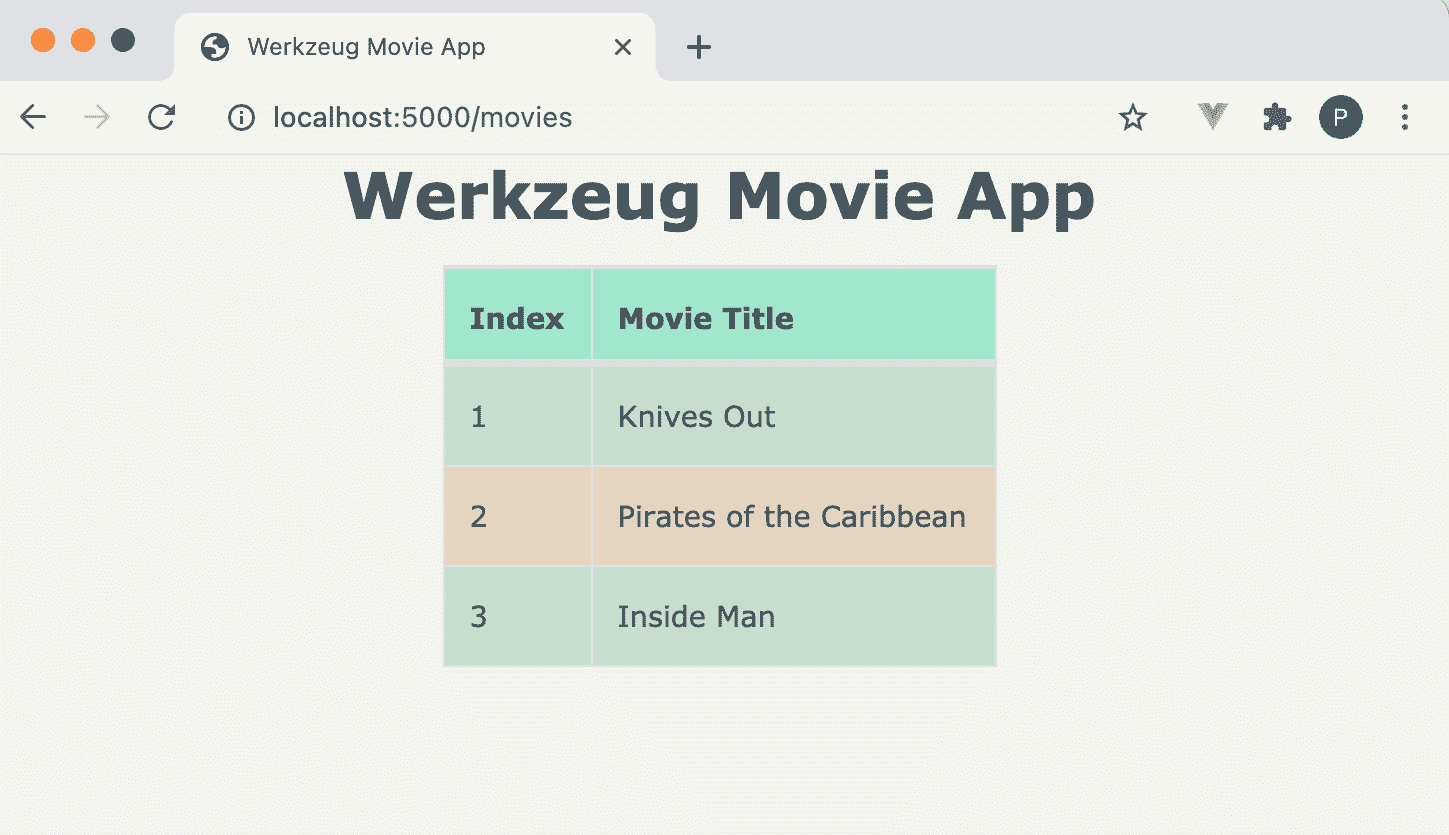 Werkzeug Movie App
localhost:5000/movies
P
Werkzeug Movie App
Index Movie Title
1 Knives Out
2 Pirates of the Caribbean
3 Inside Man